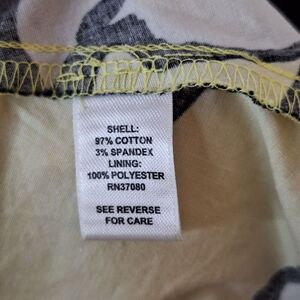 SHELL:
97% COTTON
3% SPANDEX
LINING:
100% POLYESTER
RN37080
SEE REVERSE
FOR CARE